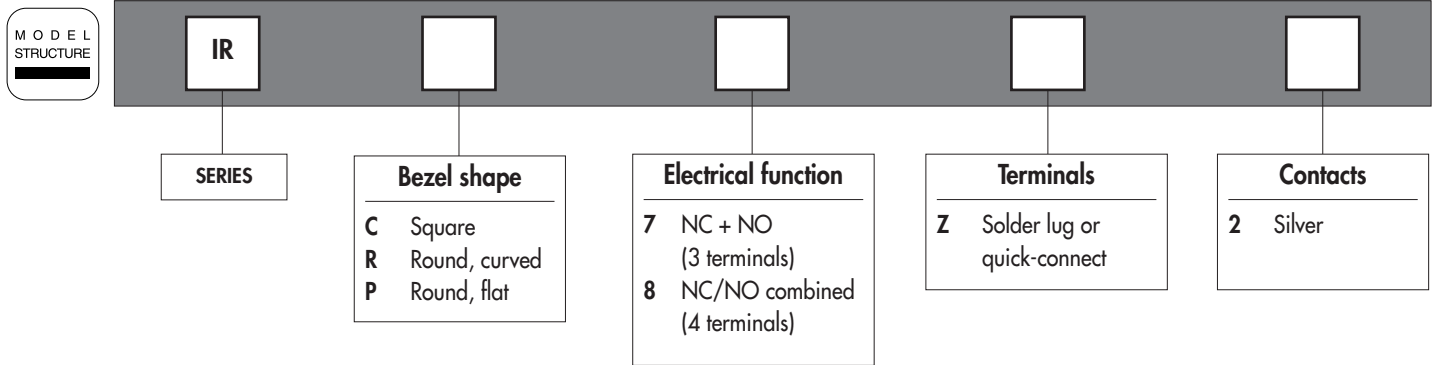 MODEL
STRUCTURE
IR
SERIES
Bezel shape
C Square
R Round, curved
P Round, flat
Electrical function
7 NC + NO
(3 terminals)
8 NC/NO combined
(4 terminals)
Terminals
Z Solder lug or
quick-connect
Contacts
2 Silver